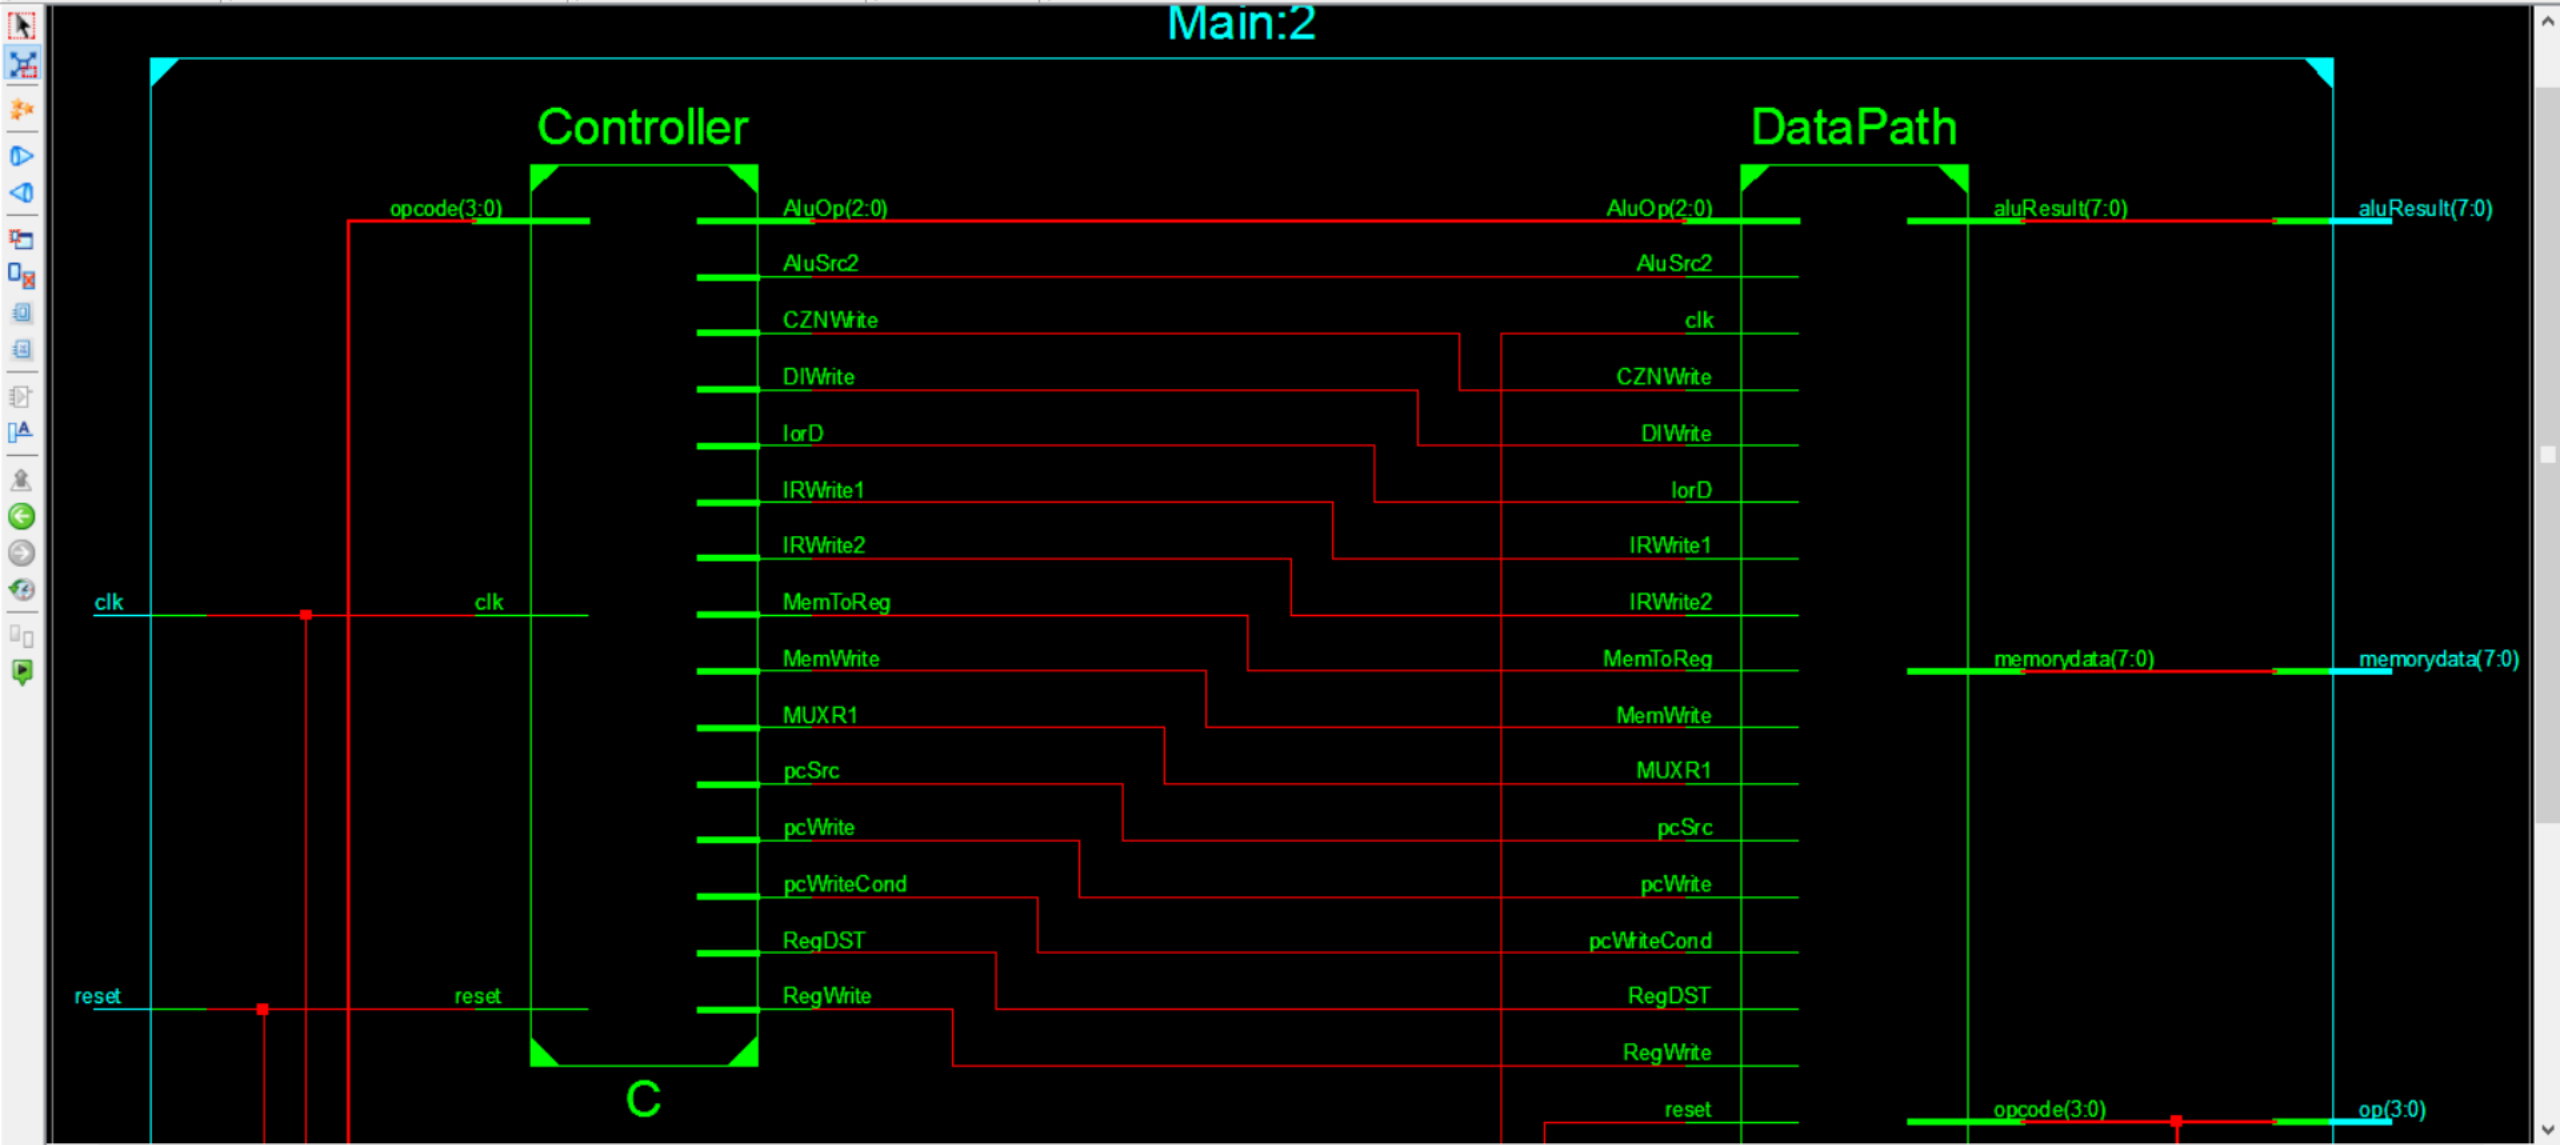 Main:2
Controller
DataPath
opcode(3:0)
AluOp(2:0)
AluOp(2:0)
aluResult(7:0)
aluResult(7:0)
AluSrc2
AluSrc2
CZNWrite
clk
DIWrite
CZNWrite
IorD
DIWrite
IRWrite1
IorD
IRWrite2
IRWrite1
clk
clk
MemToReg
IRWrite2
MemWrite
MemToReg
memorydata(7:0)
memorydata(7:0)
MUXR1
MemWrite
pcSrc
MUXR1
pcWrite
pcSrc
pcWriteCond
pcWrite
RegDST
pcWriteCond
reset
reset
RegWrite
RegDST
RegWrite
C
reset
opcode(3:0)
op(3:0)